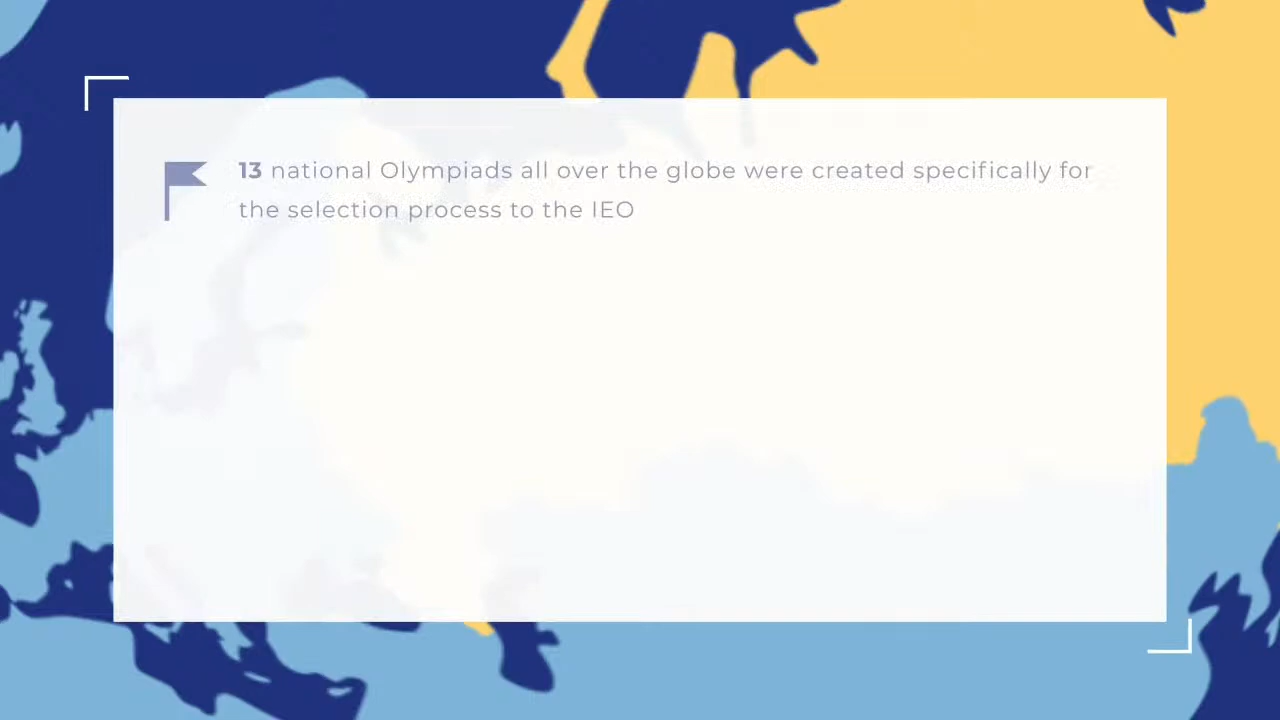 13 national Olympiads all over the globe were created specifically for
the selection process to the IEO